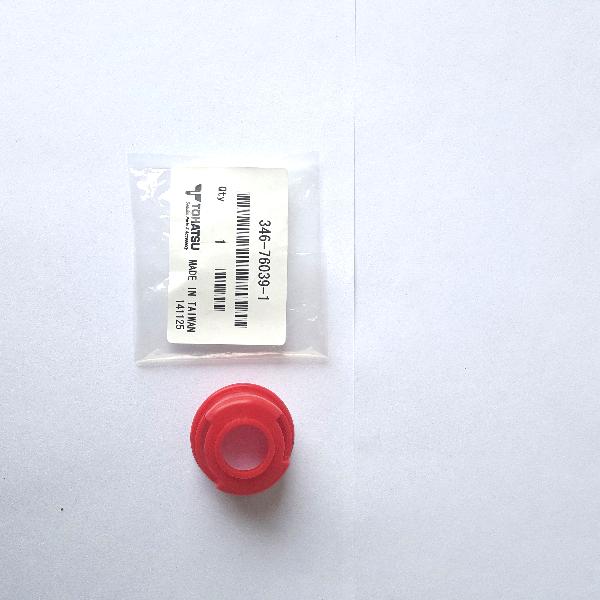 346-76039-1
Qty 1
TOHATSU MADE IN TAIWAN
141125